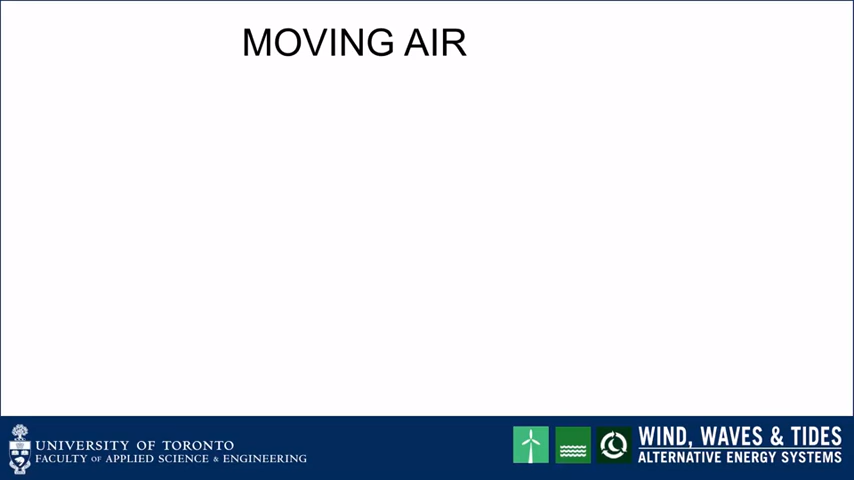 MOVING AIR
UNIVERSITY OF TORONTO
FACULTY OF APPLIED SCIENCE & ENGINEERING
WIND, WAVES & TIDES
ALTERNATIVE ENERGY SYSTEMS